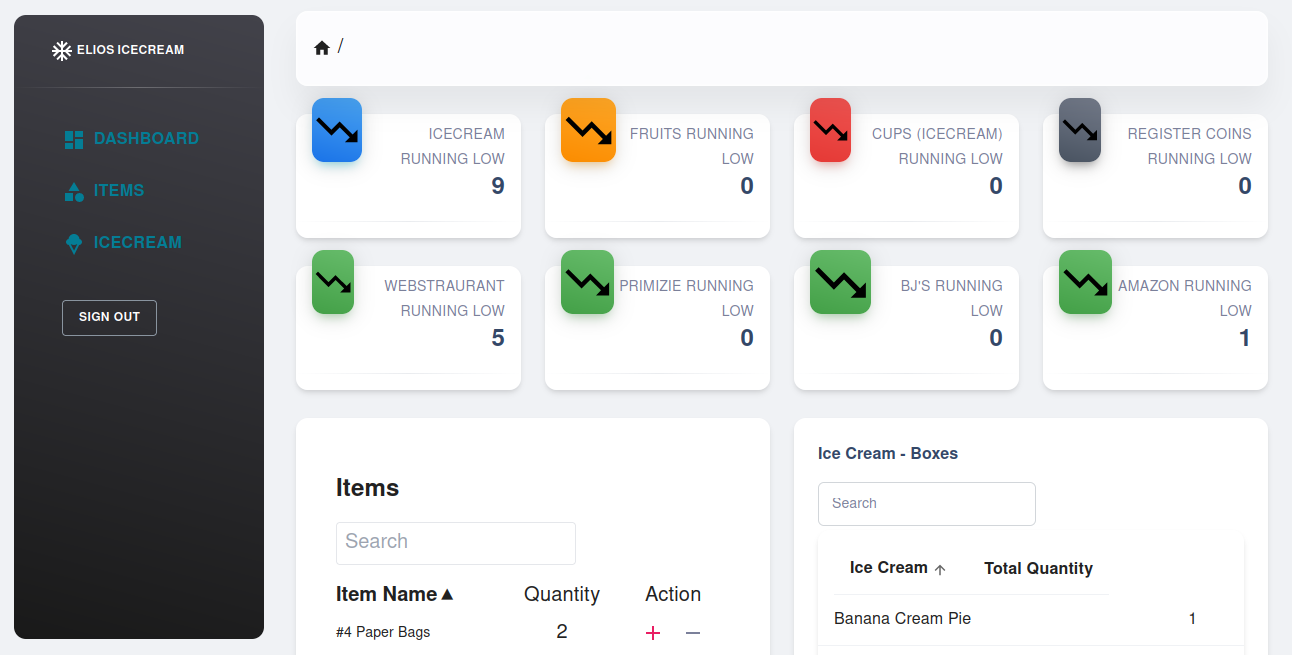 ELIOS ICECREAM
DASHBOARD
ITEMS
ICECREAM
SIGN OUT
/
ICECREAM
RUNNING LOW
9
FRUITS RUNNING
LOW
0
CUPS (ICECREAM)
RUNNING LOW
0
REGISTER COINS
RUNNING LOW
0
WEBSTRAURANT
RUNNING LOW
5
PRIMIZIE RUNNING
LOW
0
BJ'S RUNNING
LOW
0
AMAZON RUNNING
LOW
1
Items
Search
Item Name▲ Quantity Action
#4 Paper Bags 2 + −
Ice Cream - Boxes
Search
Ice Cream ↑ Total Quantity
Banana Cream Pie 1